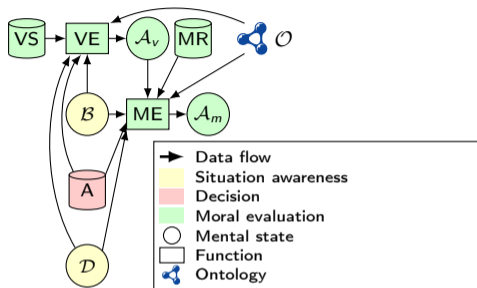 VS VE 𝒜ᵥ MR 𝒪
ℬ ME 𝒜ₘ
A
𝒟
Data flow
Situation awareness
Decision
Moral evaluation
Mental state
Function
Ontology